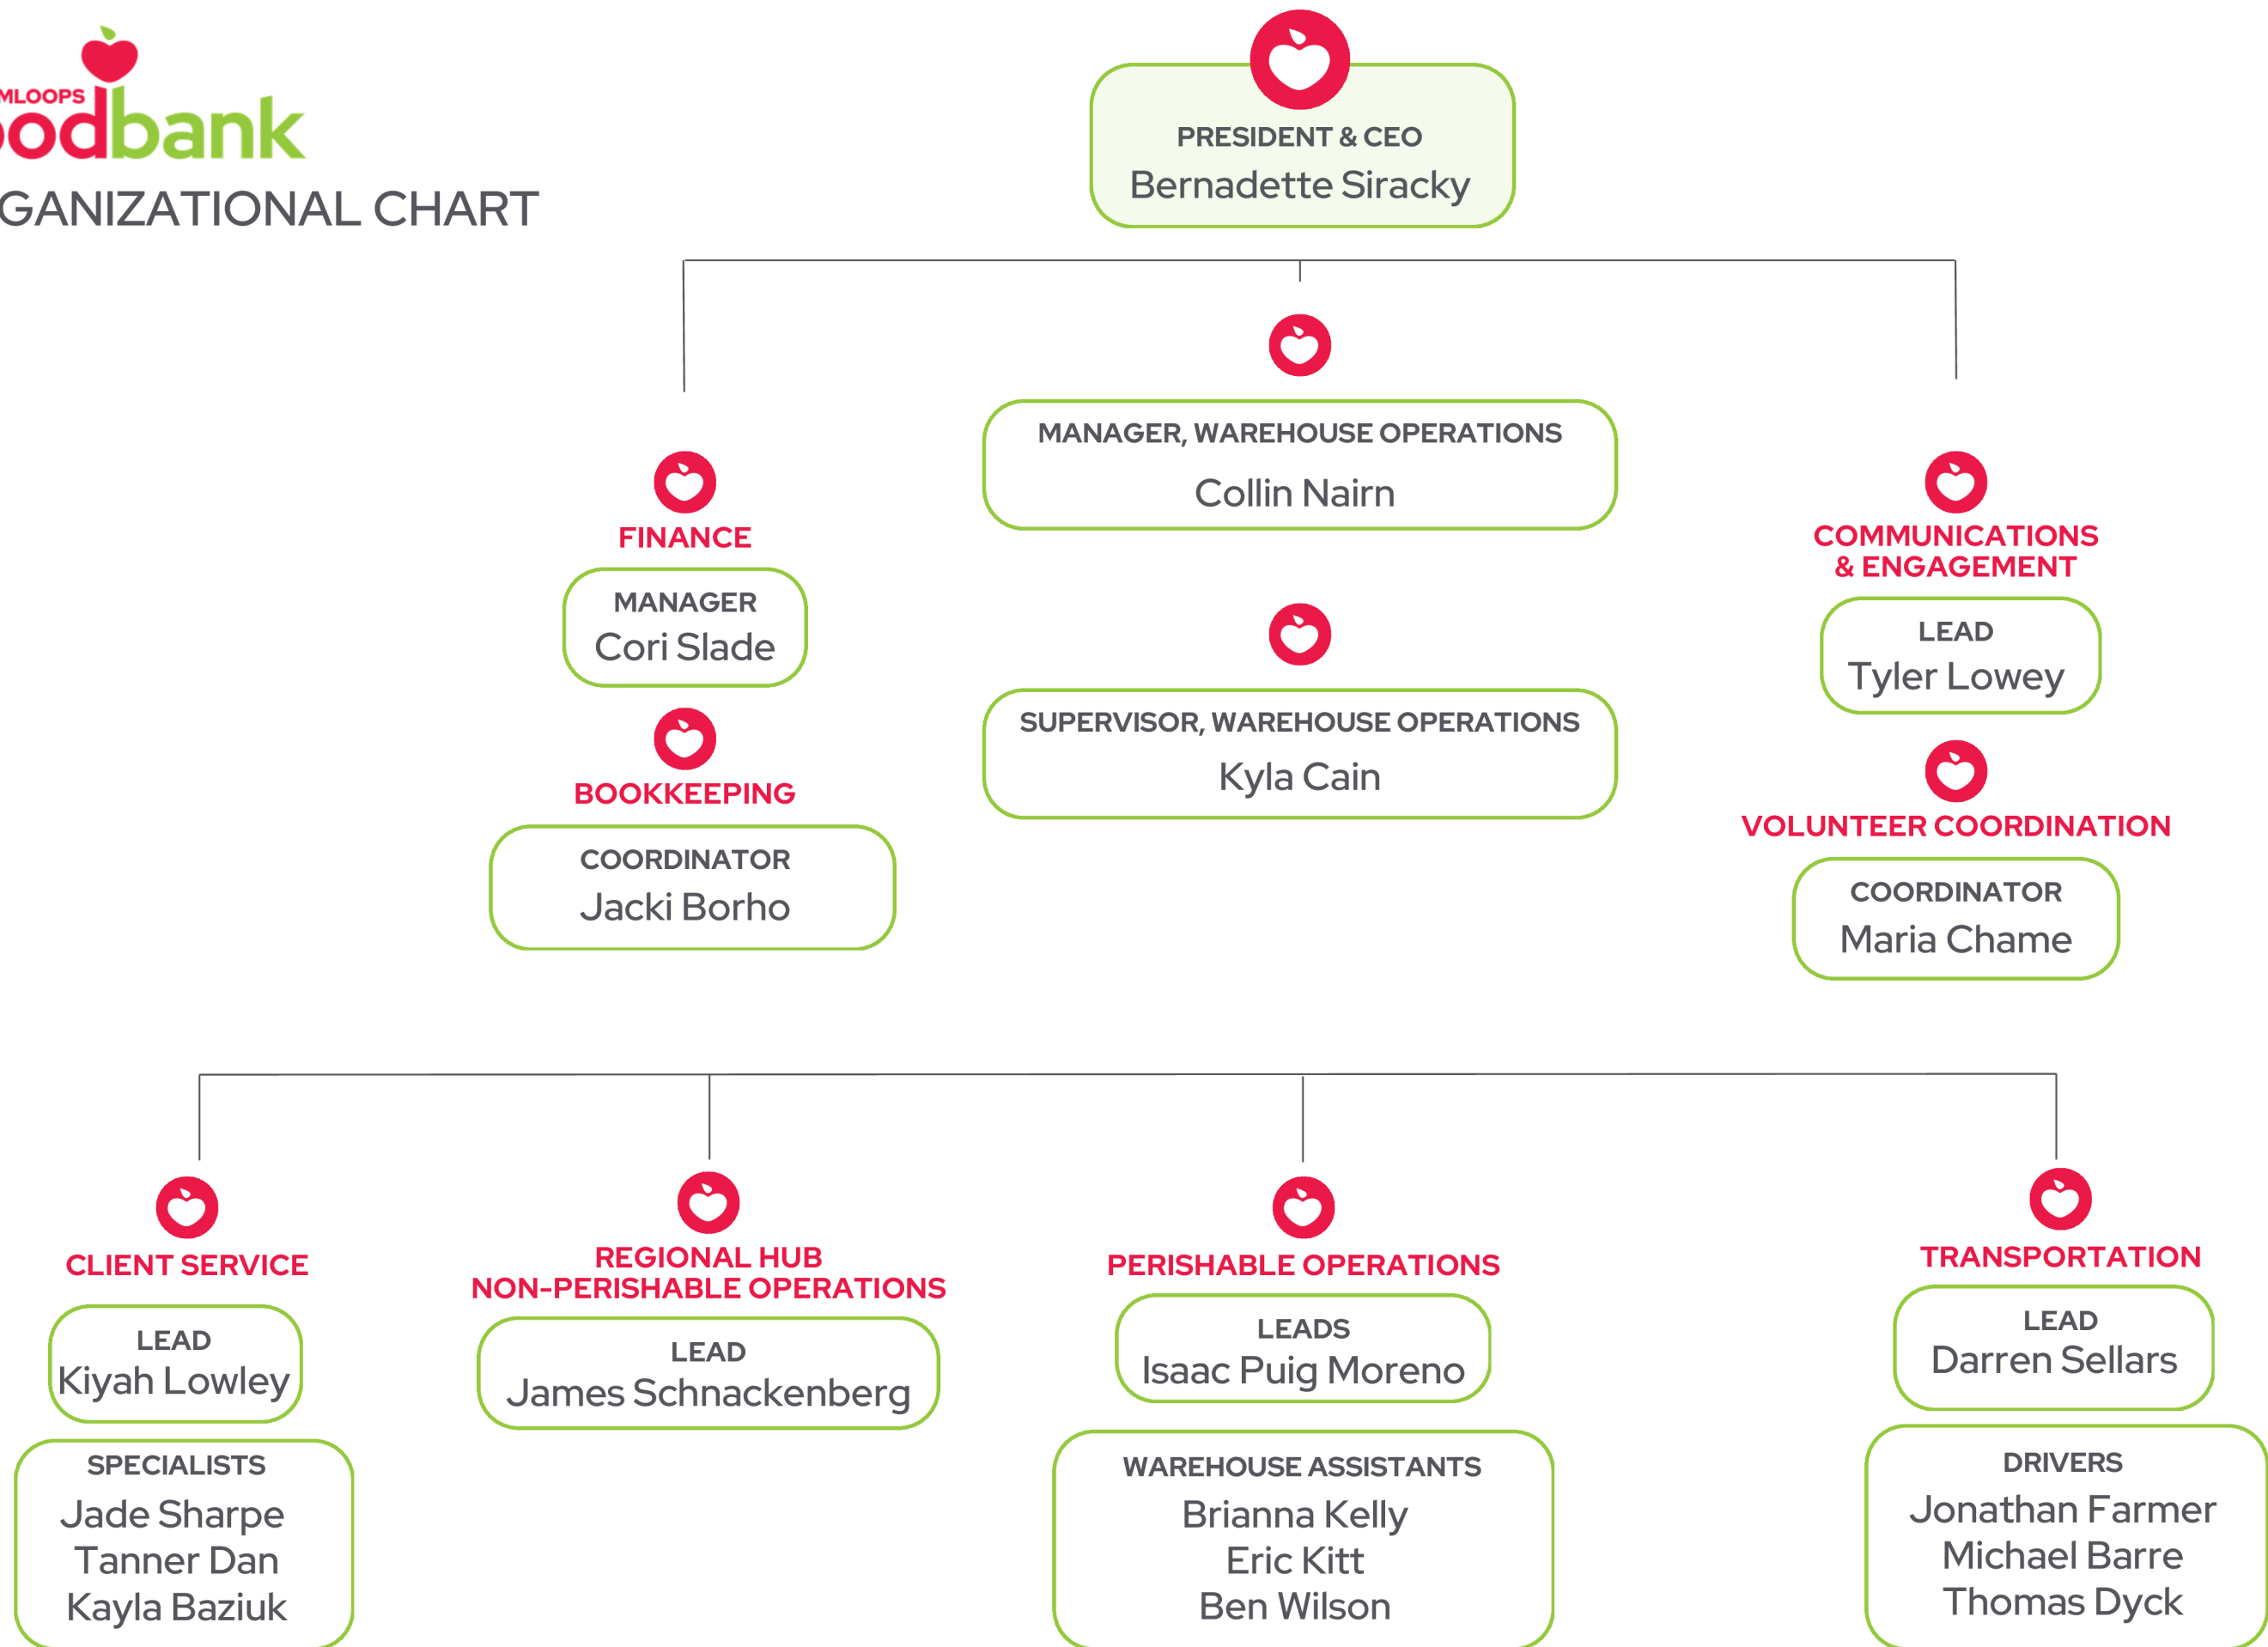 MLOOPS
oodbank
GANIZATIONAL CHART
PRESIDENT & CEO
Bernadette Siracky
MANAGER, WAREHOUSE OPERATIONS
Collin Nairn
SUPERVISOR, WAREHOUSE OPERATIONS
Kyla Cain
FINANCE
MANAGER
Cori Slade
BOOKKEEPING
COORDINATOR
Jacki Borho
COMMUNICATIONS
& ENGAGEMENT
LEAD
Tyler Lowey
VOLUNTEER COORDINATION
COORDINATOR
Maria Chame
CLIENT SERVICE
LEAD
Kiyah Lowley
SPECIALISTS
Jade Sharpe
Tanner Dan
Kayla Baziuk
REGIONAL HUB
NON-PERISHABLE OPERATIONS
LEAD
James Schnackenberg
PERISHABLE OPERATIONS
LEADS
Isaac Puig Moreno
WAREHOUSE ASSISTANTS
Brianna Kelly
Eric Kitt
Ben Wilson
TRANSPORTATION
LEAD
Darren Sellars
DRIVERS
Jonathan Farmer
Michael Barre
Thomas Dyck